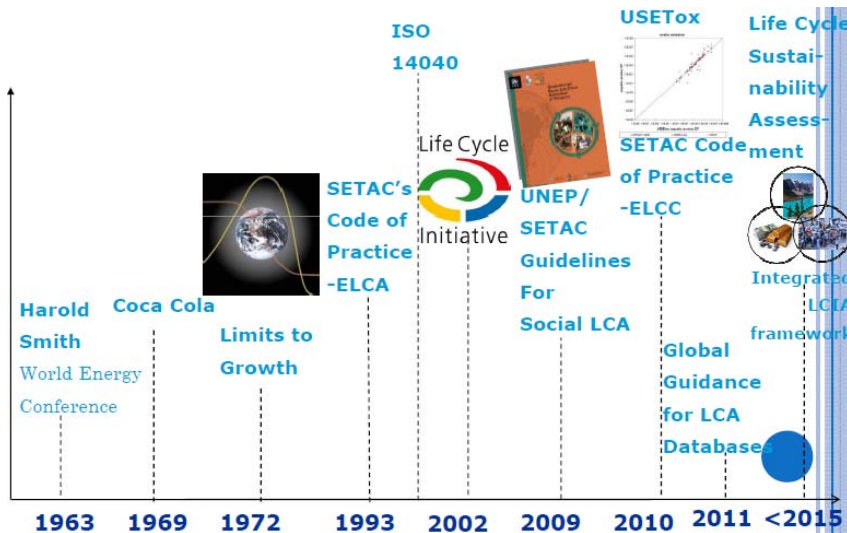 ISO
14040
USETox
Life Cycle
Sustai-
nability
Assess-
ment
Life Cycle
Initiative
SETAC's
Code of
Practice
-ELCA
SETAC Code
of Practice
-ELCC
UNEP/
SETAC
Guidelines
For
Social LCA
Harold
Smith
World Energy
Conference
Coca Cola
Limits to
Growth
Global
Guidance
for LCA
Databases
Integrated
LCIA
framework
1963
1969
1972
1993
2002
2009
2010
2011
<2015